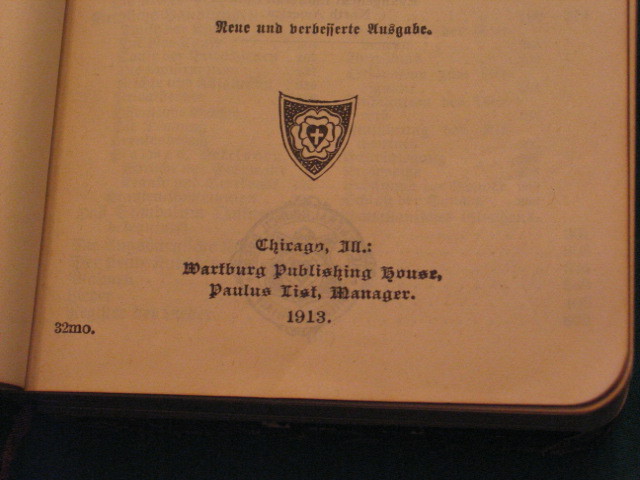 Neue und verbesserte Ausgabe.
Chicago, Ill.:
Wartburg Publishing House,
Paulus List, Manager.
1913.
32mo.